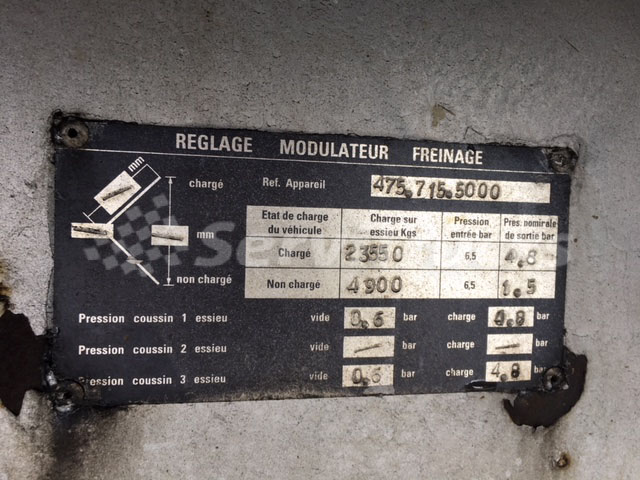 REGLAGE MODULATEUR FREINAGE
mm
chargé
mm
non chargé
Ref. Appareil 475.715.5000
Etat de charge du véhicule Charge sur essieu Kgs Pression entrée bar Pres. nominale de sortie bar
Chargé 23550 6,5 4.8
Non chargé 4900 6,5 1.5
Pression coussin 1 essieu vide 0.6 bar charge 4.8 bar
Pression coussin 2 essieu vide — bar charge — bar
Pression coussin 3 essieu vide 0.6 bar charge 4.8 bar